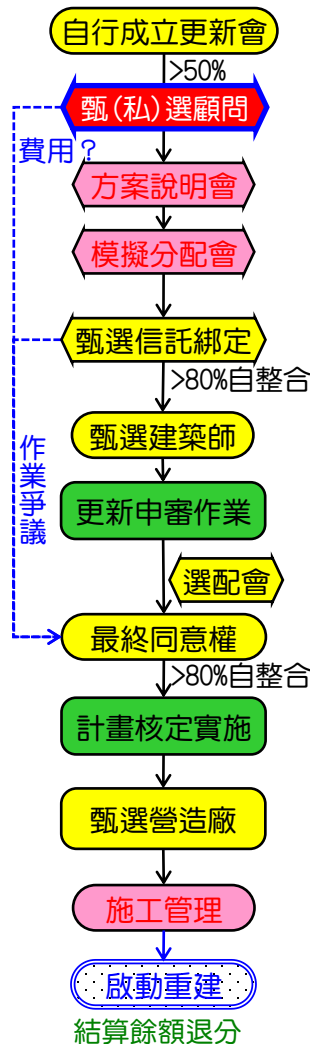 自行成立更新會
>50%
甄(私)選顧問
費用？
方案說明會
模擬分配會
甄選信託綁定
>80%自整合
甄選建築師
作業爭議
更新申審作業
選配會
最終同意權
>80%自整合
計畫核定實施
甄選營造廠
施工管理
啟動重建
結算餘額退分